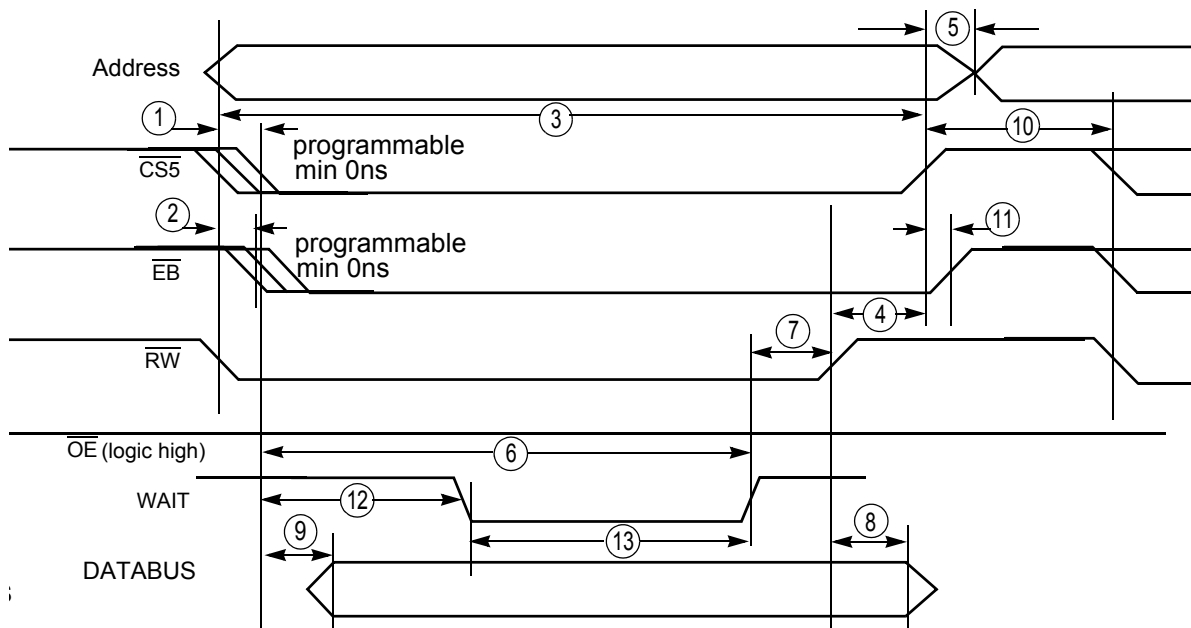 5
Address
1
3
10
programmable
min 0ns
CS5
2
11
programmable
min 0ns
EB
4
7
RW
OE (logic high)
6
WAIT
12
13
8
9
DATABUS